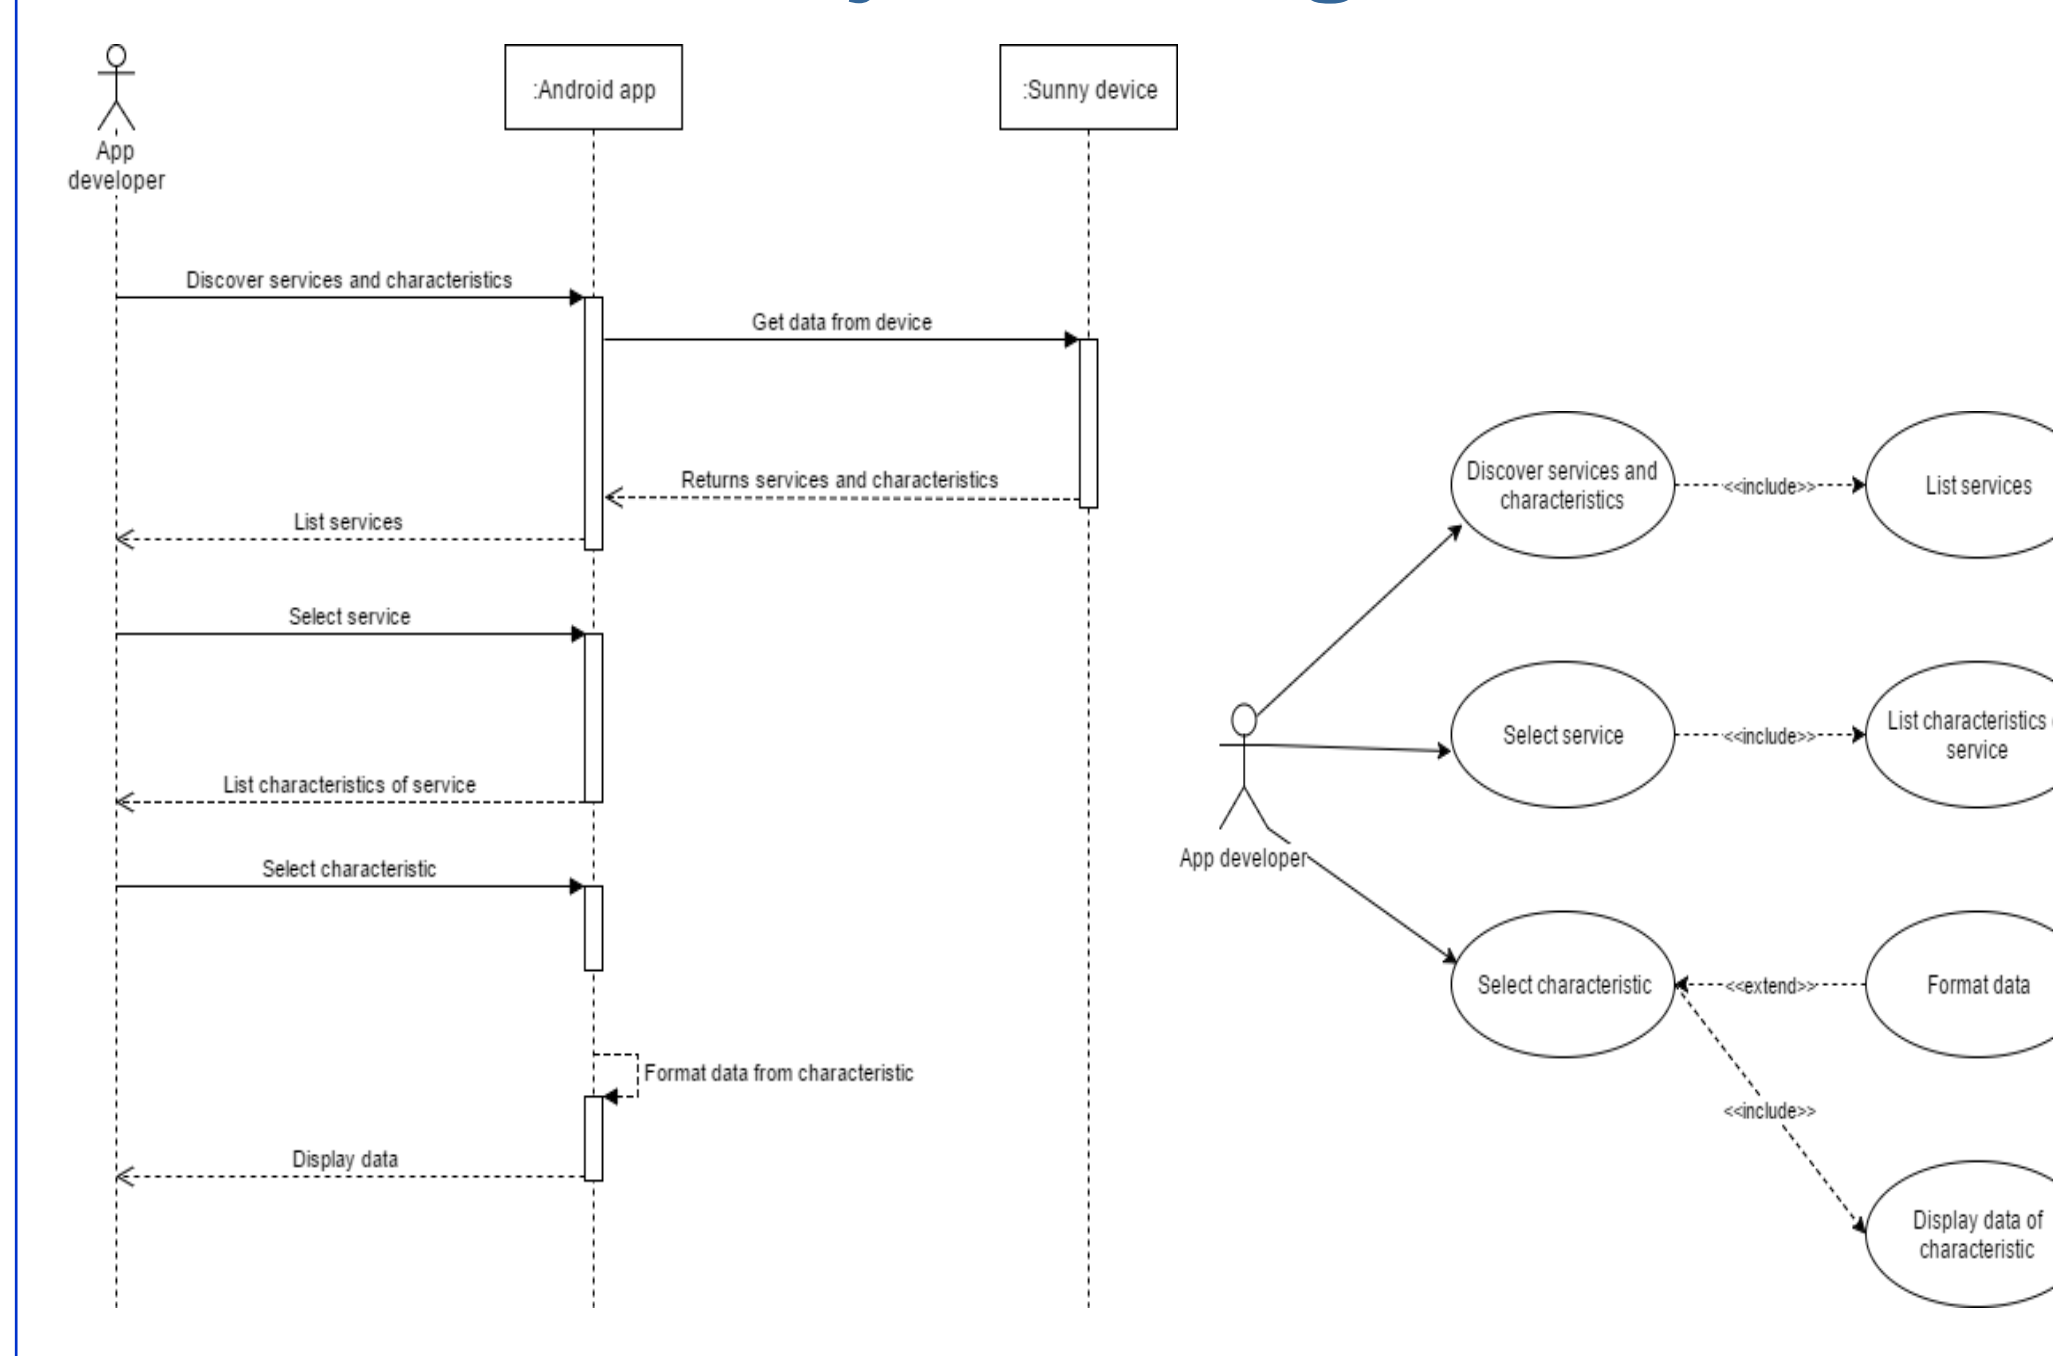 :Android app
:Sunny device
App
developer
Discover services and characteristics
Get data from device
Returns services and characteristics
List services
Select service
List characteristics of service
Select characteristic
Format data from characteristic
Display data
Discover services and
characteristics
<<include>>
List services
Select service
<<include>>
List characteristics
service
App developer
Select characteristic
<<extend>>
Format data
<<include>>
Display data of
characteristic